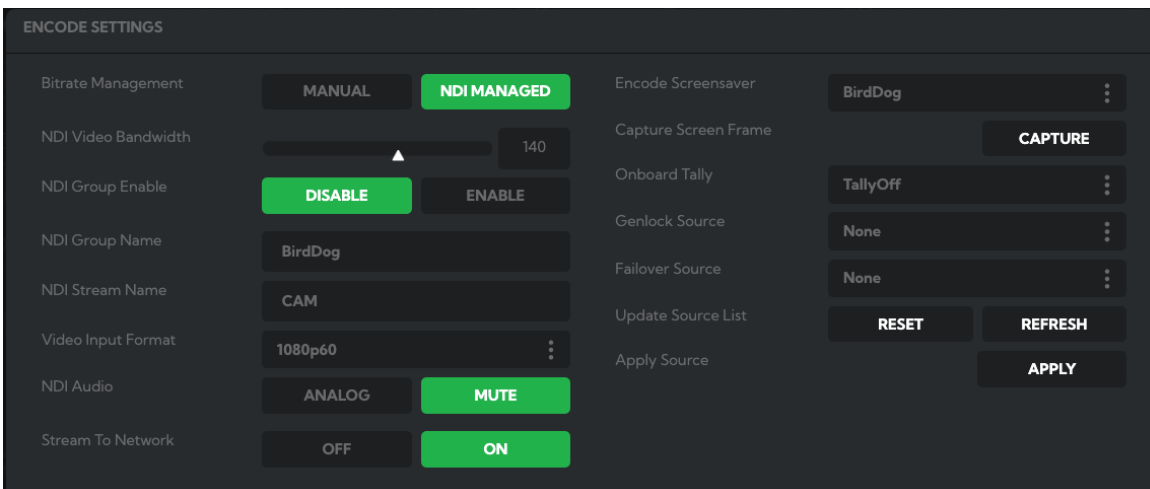 ENCODE SETTINGS
Bitrate Management
MANUAL
NDI MANAGED
NDI Video Bandwidth
140
NDI Group Enable
DISABLE
ENABLE
NDI Group Name
BirdDog
NDI Stream Name
CAM
Video Input Format
1080p60
NDI Audio
ANALOG
MUTE
Stream To Network
OFF
ON
Encode Screensaver
BirdDog
Capture Screen Frame
CAPTURE
Onboard Tally
TallyOff
Genlock Source
None
Failover Source
None
Update Source List
RESET
REFRESH
Apply Source
APPLY